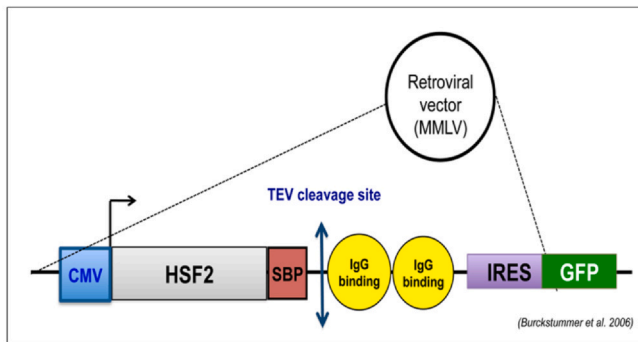 Retroviral
vector
(MMLV)
TEV cleavage site
CMV
HSF2
SBP
IgG
binding
IgG
binding
IRES
GFP
(Burckstummer et al. 2006)